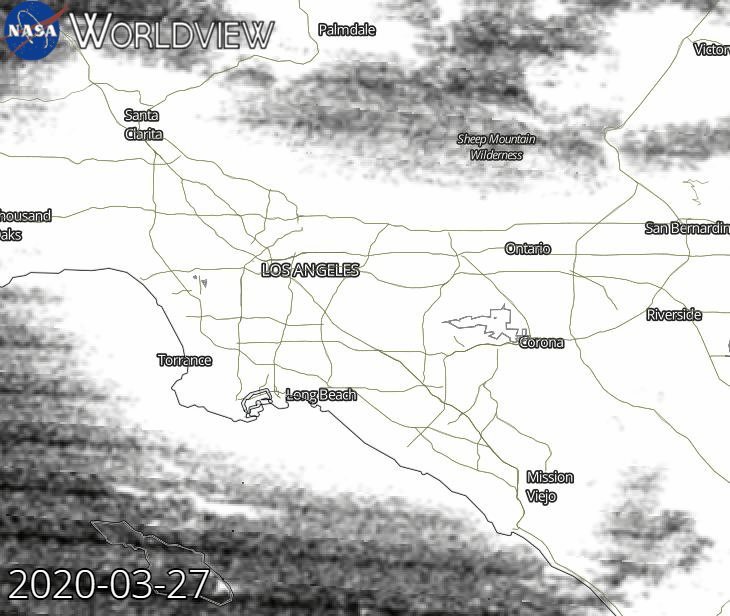 NASA WORLDVIEW
Palmdale
Victorv
Santa
Clarita
Sheep Mountain
Wilderness
housand
aks
San Bernardin
Ontario
LOS ANGELES
Riverside
Corona
Torrance
Long Beach
Mission
Viejo
2020-03-27